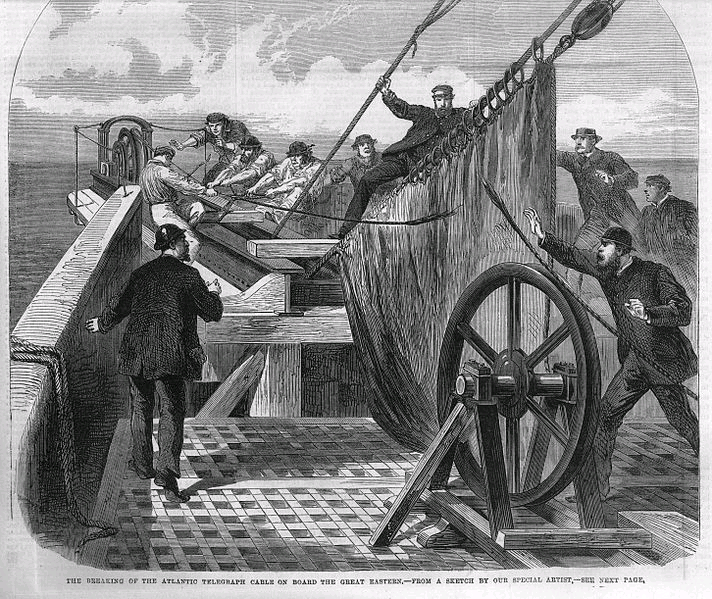 THE BREAKING OF THE ATLANTIC TELEGRAPH CABLE ON BOARD THE GREAT EASTERN.—FROM A SKETCH BY OUR SPECIAL ARTIST,—SEE NEXT PAGE,